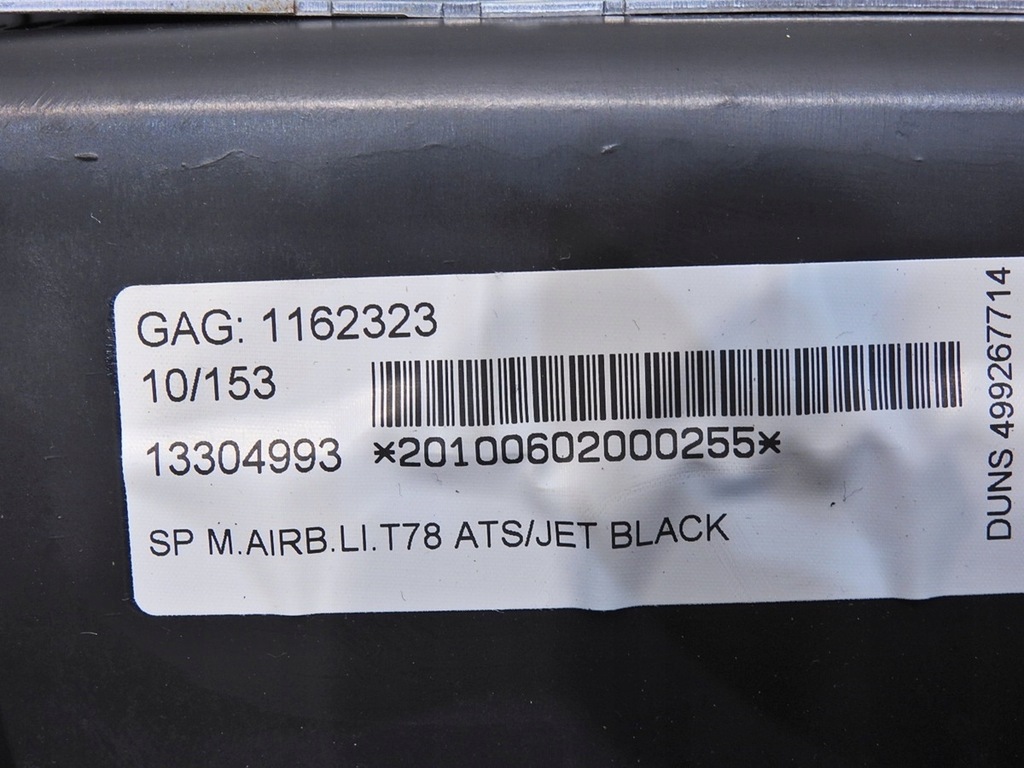 GAG: 1162323
10/153
13304993 *20100602000255*
SP M.AIRB.LI.T78 ATS/JET BLACK
DUNS 499267714